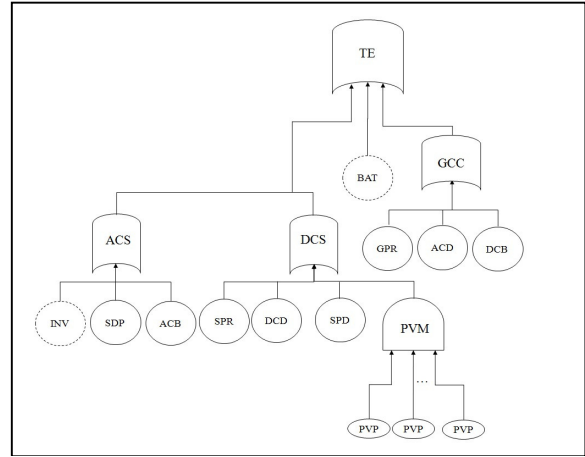 TE
BAT
GCC
GPR
ACD
DCB
ACS
DCS
INV
SDP
ACB
SPR
DCD
SPD
PVM
...
PVP
PVP
PVP